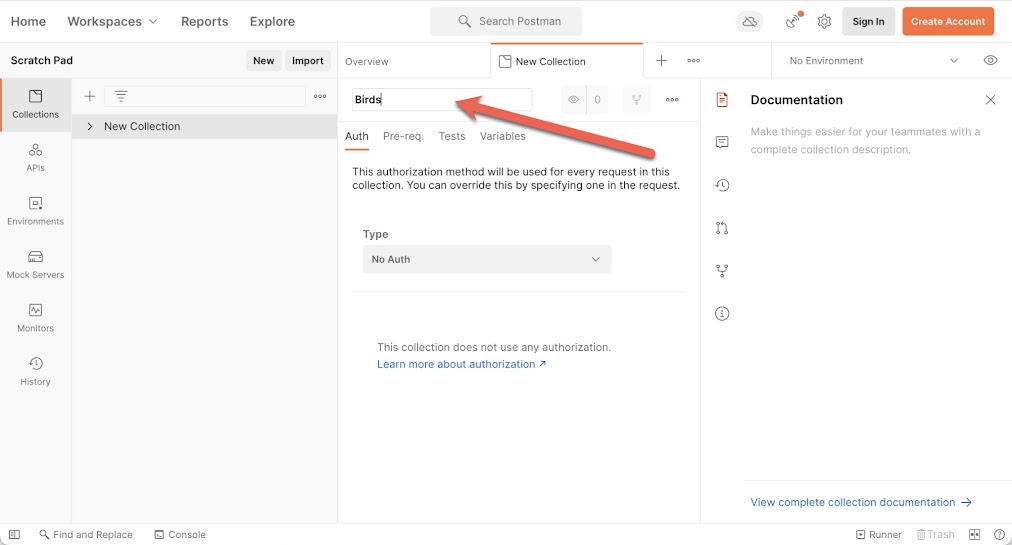 Home Workspaces Reports Explore Search Postman Sign In Create Account
Scratch Pad New Import Overview New Collection No Environment
Collections
New Collection
Birds 0
Documentation
Make things easier for your teammates with a
complete collection description.
Auth Pre-req. Tests Variables
This authorization method will be used for every request in this
collection. You can override this by specifying one in the request.
APIs
Environments
Type
No Auth
Mock Servers
Monitors
This collection does not use any authorization.
Learn more about authorization ↗
History
View complete collection documentation →
Find and Replace Console Runner Trash